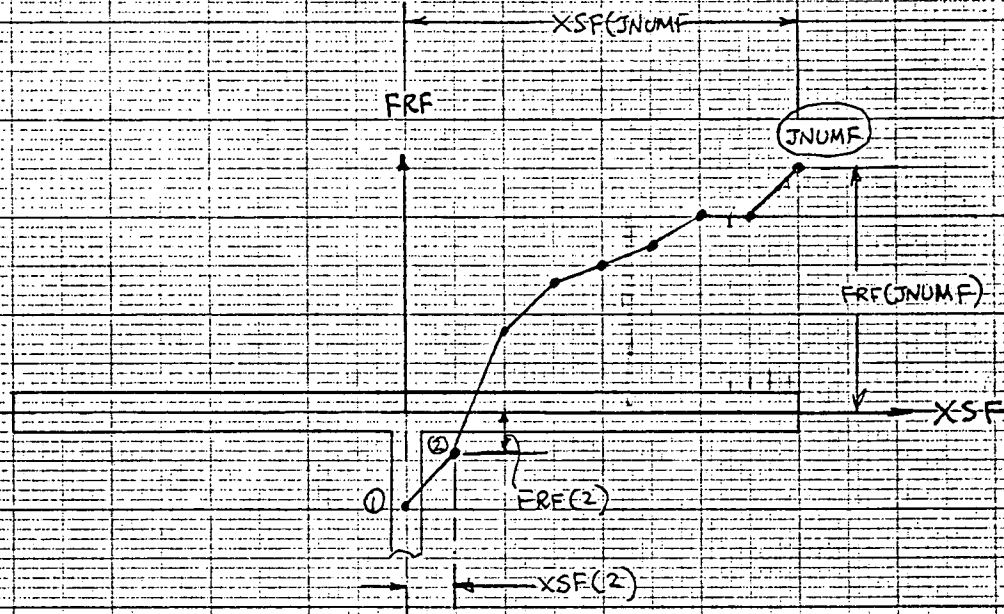 XSF(JNUMF
FRF
JNUMF
FRF(JNUMF)
XSF
②
①
FRF(2)
XSF(2)